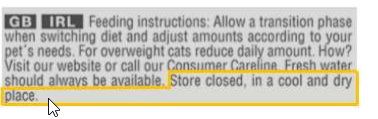 GB IRL Feeding instructions: Allow a transition phase
when switching diet and adjust amounts according to your
pet's needs. For overweight cats reduce daily amount. How?
Visit our website or call our Consumer Careline. Fresh water
should always be available. Store closed, in a cool and dry
place.